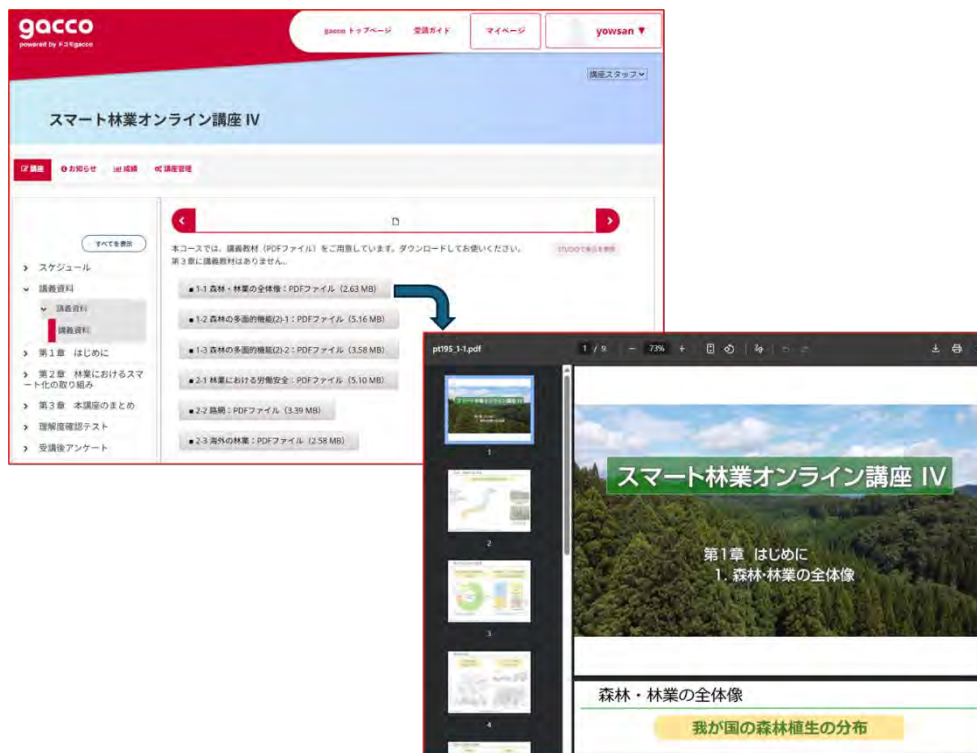 gacco
powered by ドコモgacco
gacco トップページ
受講ガイド
マイページ
yowsan ▼
講座スタッフ
スマート林業オンライン講座 IV
講座
お知らせ
成績
講座管理
すべてを表示
スケジュール
講義資料
講義資料
講義資料
第1章 はじめに
第2章 林業におけるスマ
ート化の取り組み
第3章 本講座のまとめ
理解度確認テスト
受講後アンケート
本コースでは、講義教材（PDFファイル）をご用意しています。ダウンロードしてお使いください。
第3章に講義教材はありません。
■1-1 森林・林業の全体像：PDFファイル（2.63 MB）
■1-2 森林の多面的機能(2)-1：PDFファイル（5.16 MB）
■1-3 森林の多面的機能(2)-2：PDFファイル（3.58 MB）
■2-1 林業における労働安全：PDFファイル（5.10 MB）
■2-2 路網：PDFファイル（3.39 MB）
■2-3 海外の林業：PDFファイル（2.58 MB）
pt195_1-1.pdf
1 / 9
73%
1
2
3
4
スマート林業オンライン講座 IV
第1章 はじめに
1. 森林・林業の全体像
森林・林業の全体像
我が国の森林植生の分布